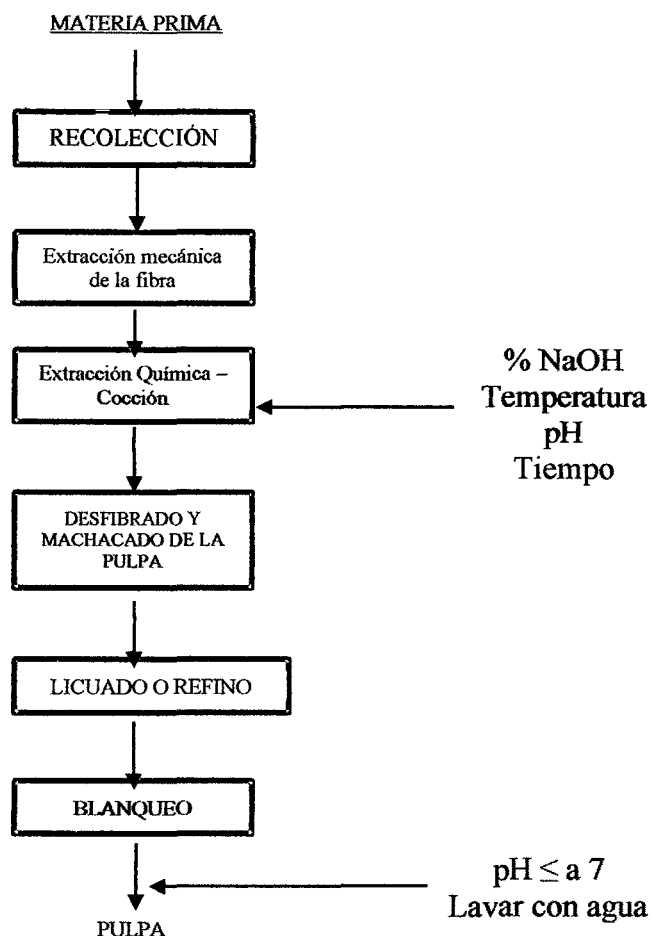 MATERIA PRIMA
RECOLECCIÓN
Extracción mecánica
de la fibra
Extracción Química –
Cocción
% NaOH
Temperatura
pH
Tiempo
DESFIBRADO Y
MACHACADO DE LA
PULPA
LICUADO O REFINO
BLANQUEO
pH ≤ a 7
Lavar con agua
PULPA